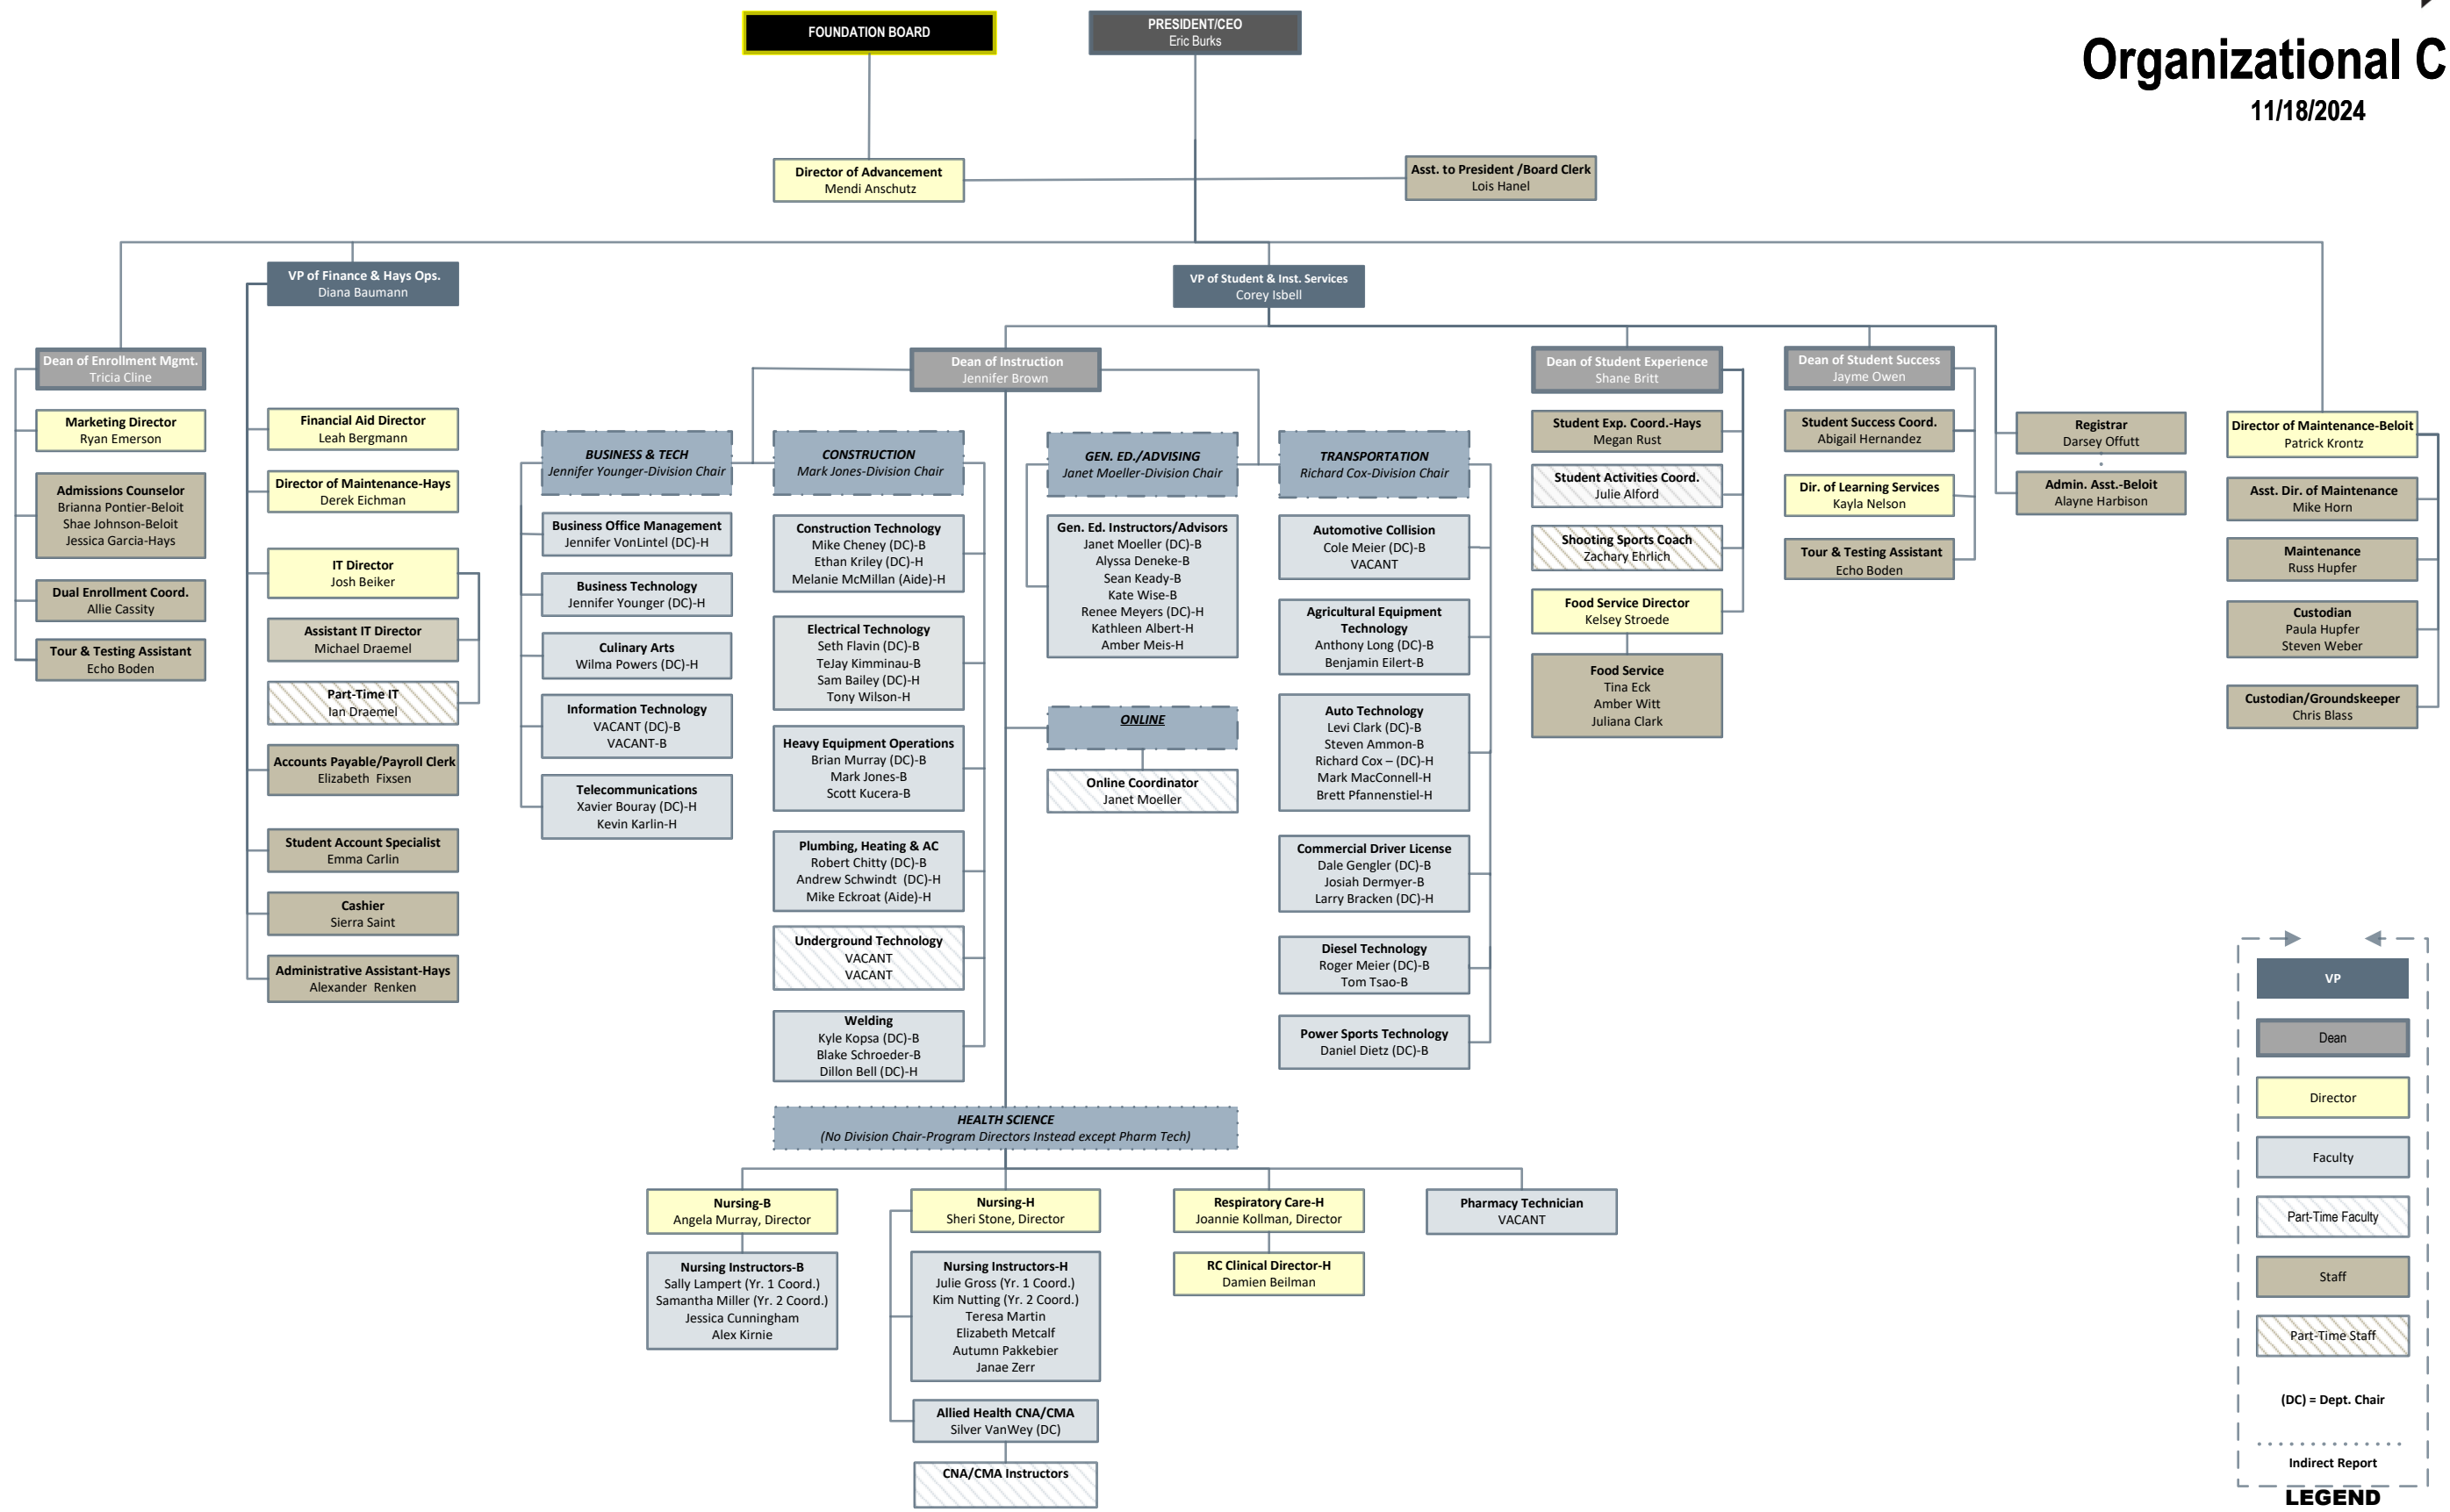 FOUNDATION BOARD
PRESIDENT/CEO
Eric Burks
Organizational C
11/18/2024
Director of Advancement
Mendi Anschutz
Asst. to President /Board Clerk
Lois Hanel
VP of Finance & Hays Ops.
Diana Baumann
VP of Student & Inst. Services
Corey Isbell
Dean of Enrollment Mgmt.
Tricia Cline
Marketing Director
Ryan Emerson
Admissions Counselor
Brianna Pontier-Beloit
Shae Johnson-Beloit
Jessica Garcia-Hays
Dual Enrollment Coord.
Allie Cassity
Tour & Testing Assistant
Echo Boden
Financial Aid Director
Leah Bergmann
Director of Maintenance-Hays
Derek Eichman
IT Director
Josh Beiker
Assistant IT Director
Michael Draemel
Part-Time IT
Ian Draemel
Accounts Payable/Payroll Clerk
Elizabeth Fixsen
Student Account Specialist
Emma Carlin
Cashier
Sierra Saint
Administrative Assistant-Hays
Alexander Renken
Dean of Instruction
Jennifer Brown
BUSINESS & TECH
Jennifer Younger-Division Chair
Business Office Management
Jennifer VonLintel (DC)-H
Business Technology
Jennifer Younger (DC)-H
Culinary Arts
Wilma Powers (DC)-H
Information Technology
VACANT (DC)-B
VACANT-B
Telecommunications
Xavier Bouray (DC)-H
Kevin Karlin-H
CONSTRUCTION
Mark Jones-Division Chair
Construction Technology
Mike Cheney (DC)-B
Ethan Kriley (DC)-H
Melanie McMillan (Aide)-H
Electrical Technology
Seth Flavin (DC)-B
TeJay Kimminau-B
Sam Bailey (DC)-H
Tony Wilson-H
Heavy Equipment Operations
Brian Murray (DC)-B
Mark Jones-B
Scott Kucera-B
Plumbing, Heating & AC
Robert Chitty (DC)-B
Andrew Schwindt (DC)-H
Mike Eckroat (Aide)-H
Underground Technology
VACANT
VACANT
Welding
Kyle Kopsa (DC)-B
Blake Schroeder-B
Dillon Bell (DC)-H
GEN. ED./ADVISING
Janet Moeller-Division Chair
Gen. Ed. Instructors/Advisors
Janet Moeller (DC)-B
Alyssa Deneke-B
Sean Keady-B
Kate Wise-B
Renee Meyers (DC)-H
Kathleen Albert-H
Amber Meis-H
ONLINE
Online Coordinator
Janet Moeller
TRANSPORTATION
Richard Cox-Division Chair
Automotive Collision
Cole Meier (DC)-B
VACANT
Agricultural Equipment
Technology
Anthony Long (DC)-B
Benjamin Eilert-B
Auto Technology
Levi Clark (DC)-B
Steven Ammon-B
Richard Cox – (DC)-H
Mark MacConnell-H
Brett Pfannenstiel-H
Commercial Driver License
Dale Gengler (DC)-B
Josiah Dermyer-B
Larry Bracken (DC)-H
Diesel Technology
Roger Meier (DC)-B
Tom Tsao-B
Power Sports Technology
Daniel Dietz (DC)-B
Dean of Student Experience
Shane Britt
Student Exp. Coord.-Hays
Megan Rust
Student Activities Coord.
Julie Alford
Shooting Sports Coach
Zachary Ehrlich
Food Service Director
Kelsey Stroede
Food Service
Tina Eck
Amber Witt
Juliana Clark
Dean of Student Success
Jayme Owen
Student Success Coord.
Abigail Hernandez
Dir. of Learning Services
Kayla Nelson
Tour & Testing Assistant
Echo Boden
Registrar
Darsey Offutt
Admin. Asst.-Beloit
Alayne Harbison
Director of Maintenance-Beloit
Patrick Krontz
Asst. Dir. of Maintenance
Mike Horn
Maintenance
Russ Hupfer
Custodian
Paula Hupfer
Steven Weber
Custodian/Groundskeeper
Chris Blass
HEALTH SCIENCE
(No Division Chair-Program Directors Instead except Pharm Tech)
Nursing-B
Angela Murray, Director
Nursing Instructors-B
Sally Lampert (Yr. 1 Coord.)
Samantha Miller (Yr. 2 Coord.)
Jessica Cunningham
Alex Kirnie
Nursing-H
Sheri Stone, Director
Nursing Instructors-H
Julie Gross (Yr. 1 Coord.)
Kim Nutting (Yr. 2 Coord.)
Teresa Martin
Elizabeth Metcalf
Autumn Pakkebier
Janae Zerr
Allied Health CNA/CMA
Silver VanWey (DC)
CNA/CMA Instructors
Respiratory Care-H
Joannie Kollman, Director
RC Clinical Director-H
Damien Beilman
Pharmacy Technician
VACANT
VP
Dean
Director
Faculty
Part-Time Faculty
Staff
Part-Time Staff
(DC) = Dept. Chair
Indirect Report
LEGEND